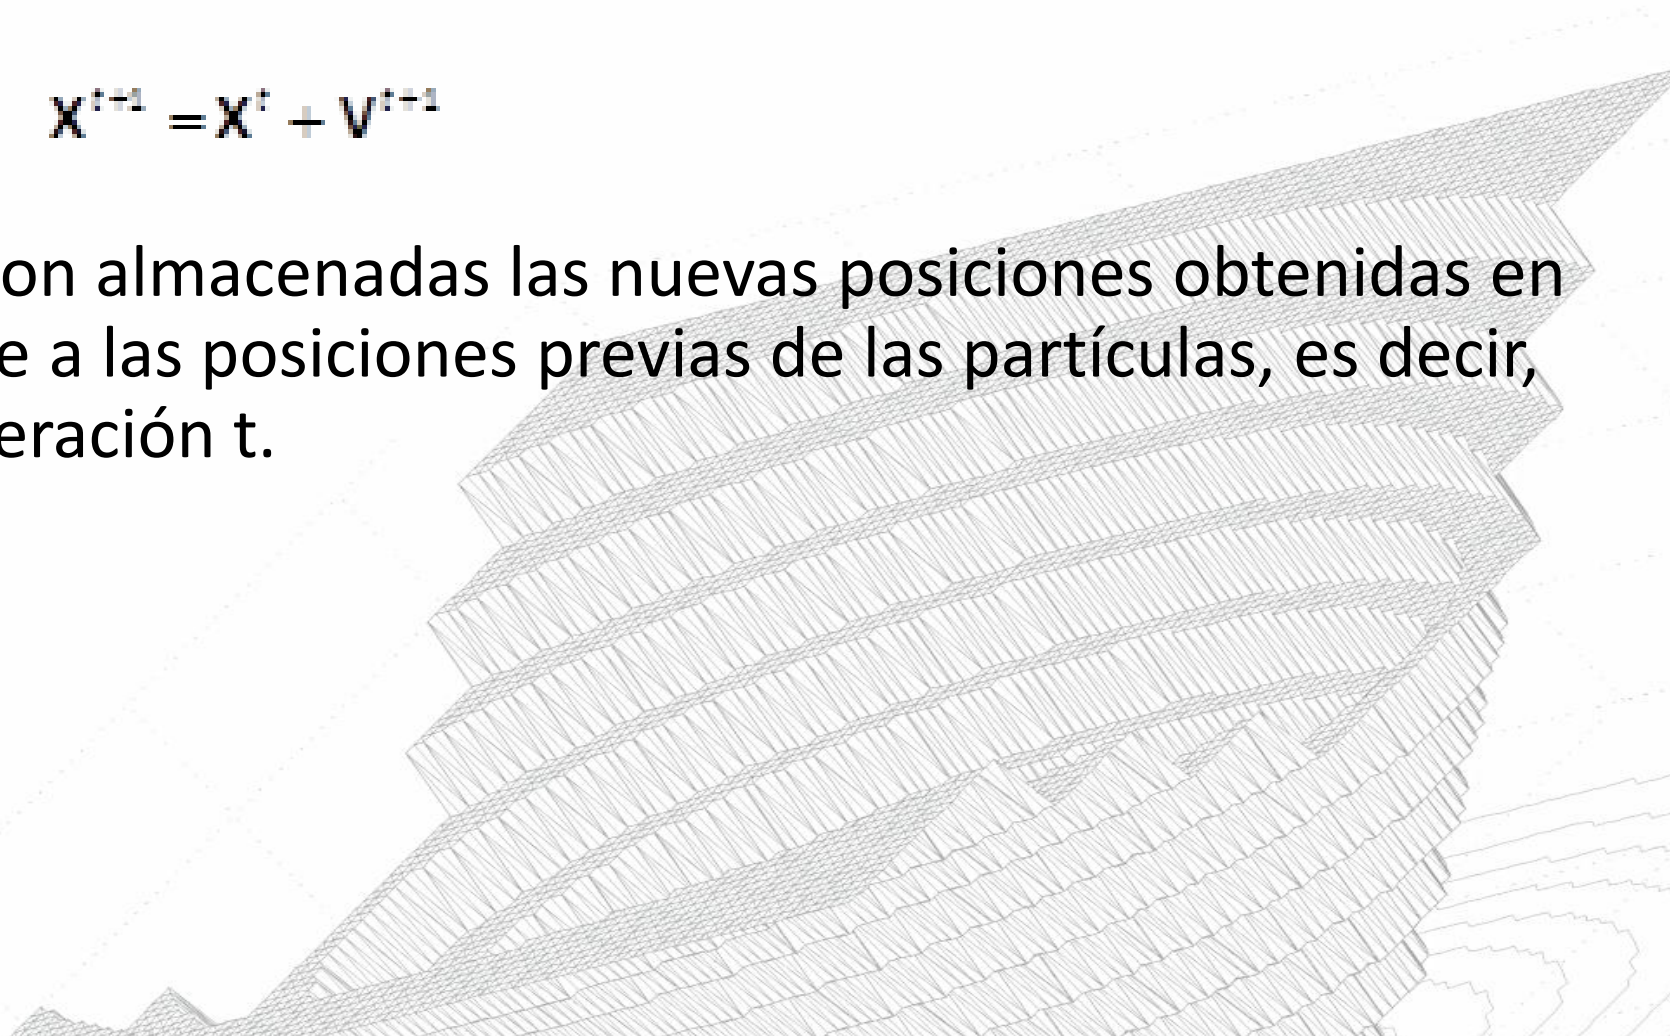 X^{t+1} = X^t + V^{t+1}
on almacenadas las nuevas posiciones obtenidas en
e a las posiciones previas de las partículas, es decir,
eración t.